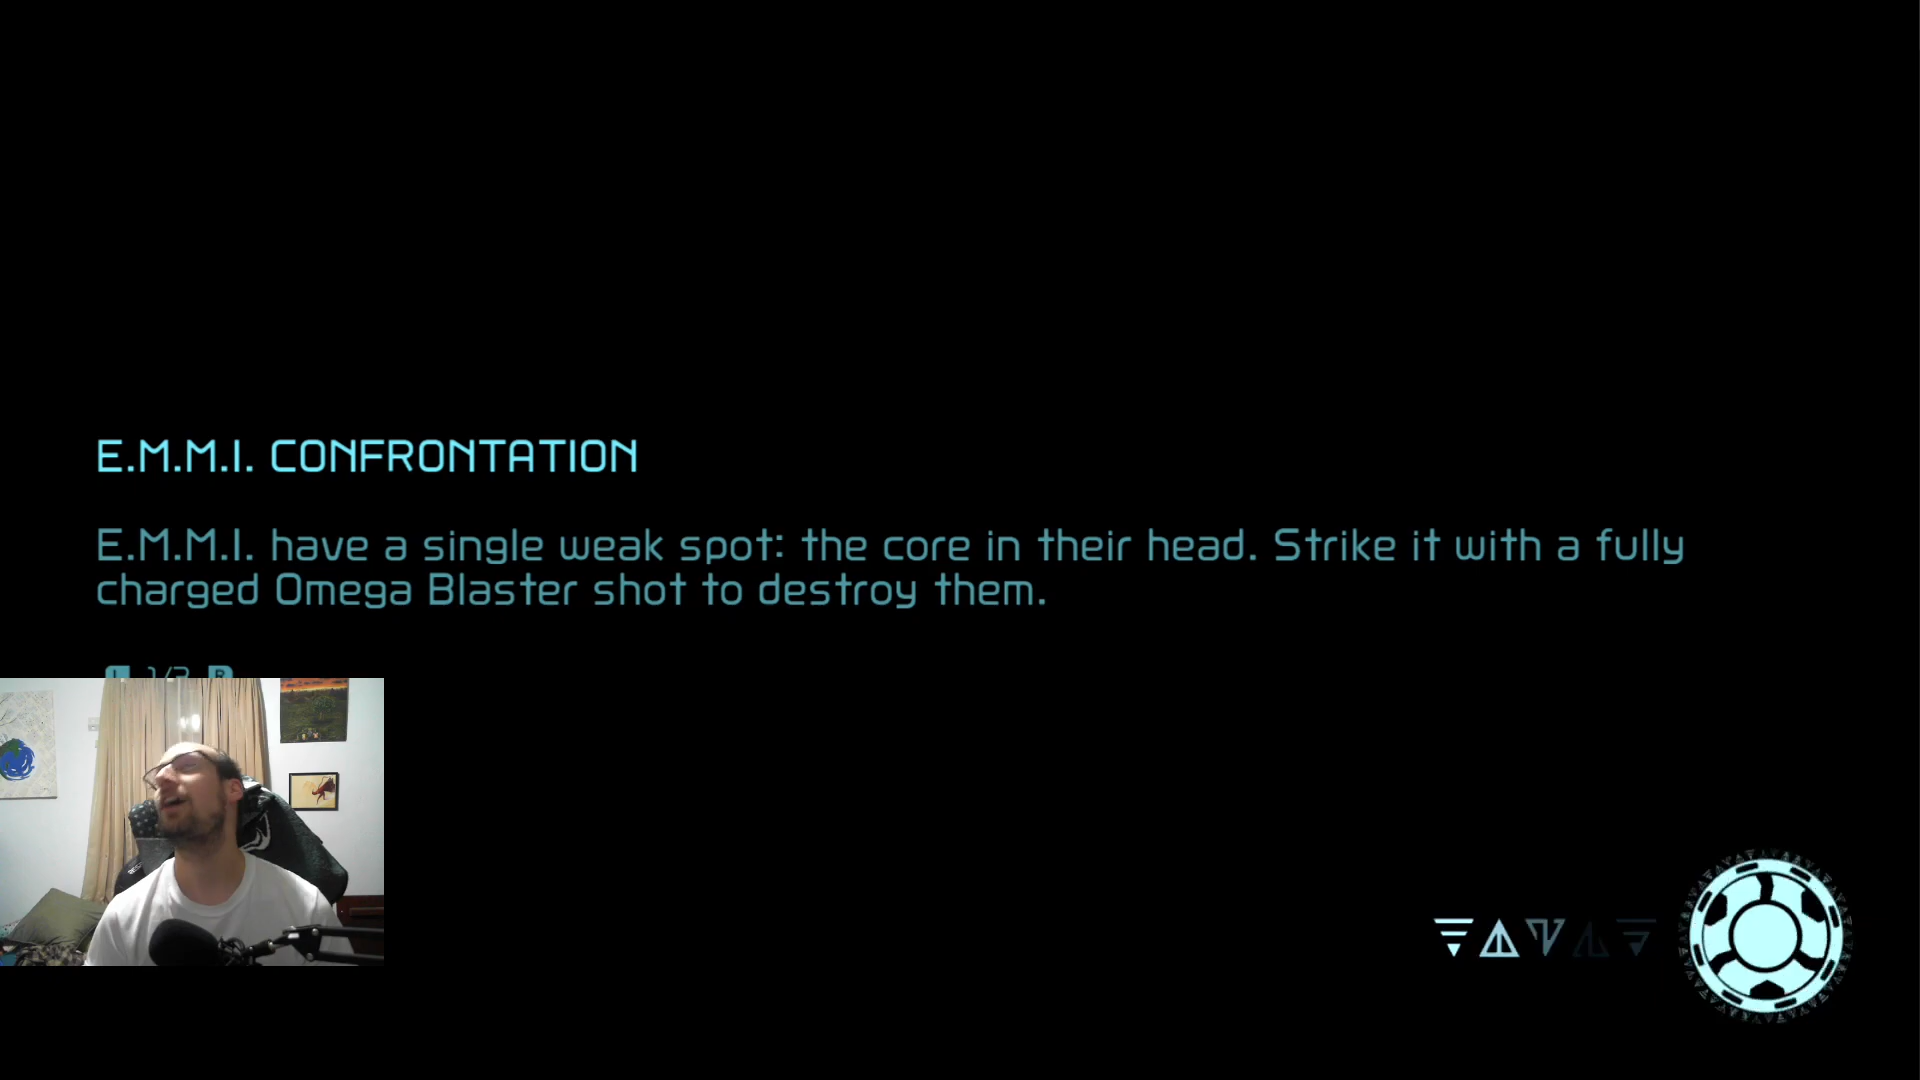 E.M.M.I. CONFRONTATION
E.M.M.I. have a single weak spot: the core in their head. Strike it with a fully
charged Omega Blaster shot to destroy them.